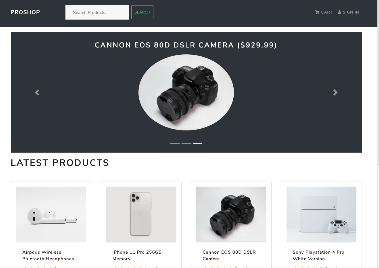 PROSHOP
Search Products...
SEARCH
CART
SIGN IN
CANNON EOS 80D DSLR CAMERA ($929.99)
LATEST PRODUCTS
Airpods Wireless
Bluetooth Headphones
iPhone 11 Pro 256GB
Memory
Cannon EOS 80D DSLR
Camera
Sony Playstation 4 Pro
White Version